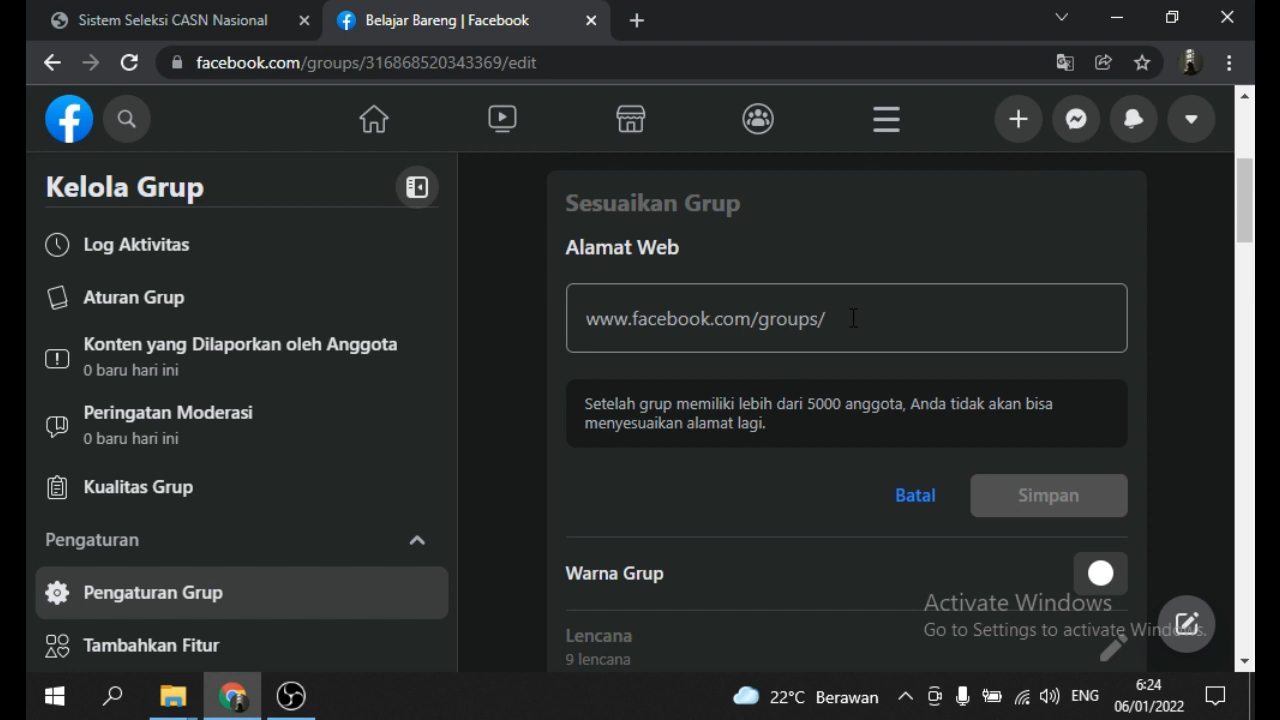 Sistem Seleksi CASN Nasional
Belajar Bareng | Facebook
facebook.com/groups/316868520343369/edit
Kelola Grup
Log Aktivitas
Aturan Grup
Konten yang Dilaporkan oleh Anggota
0 baru hari ini
Peringatan Moderasi
0 baru hari ini
Kualitas Grup
Pengaturan
Pengaturan Grup
Tambahkan Fitur
Sesuaikan Grup
Alamat Web
www.facebook.com/groups/
Setelah grup memiliki lebih dari 5000 anggota, Anda tidak akan bisa
menyesuaikan alamat lagi.
Batal
Simpan
Warna Grup
Lencana
9 lencana
Activate Windows
Go to Settings to activate Windows.
22°C Berawan
ENG
6:24
06/01/2022